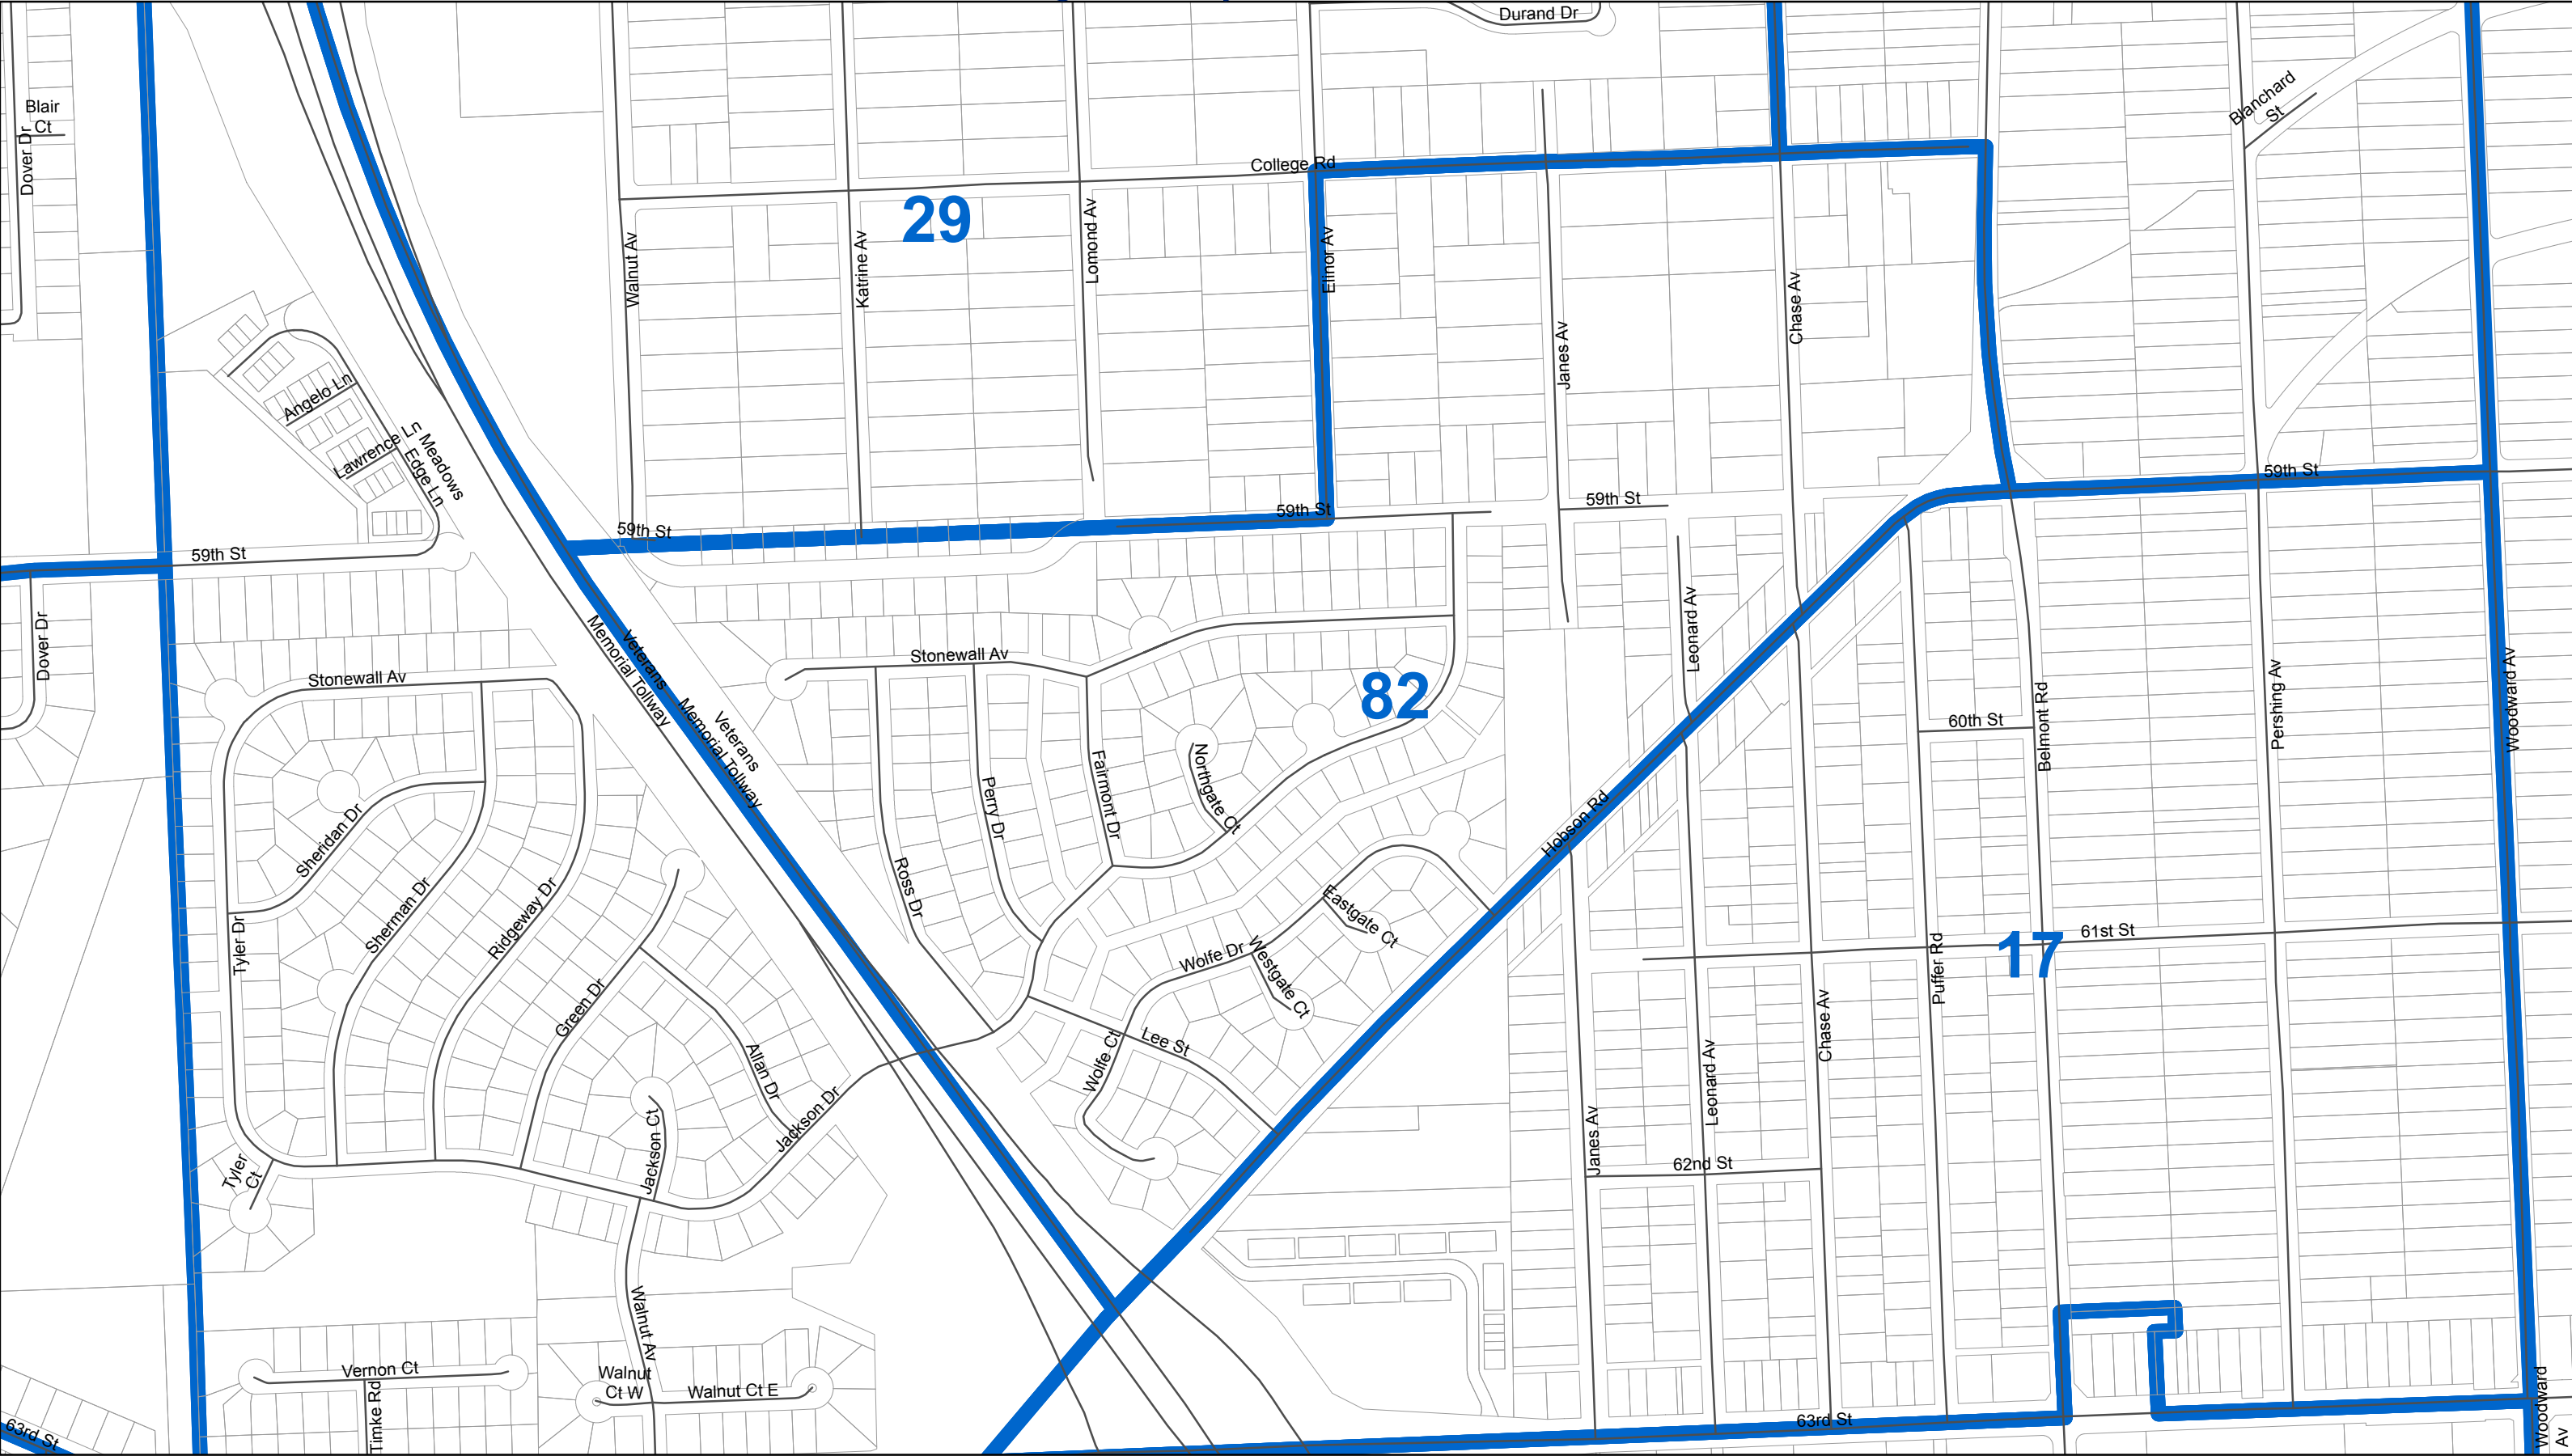 Durand Dr
Blair
Ct
Dover Dr
Blanchard
St
College Rd
29
Walnut Av
Katrine Av
Lomond Av
Elinor Av
Janes Av
Chase Av
Angelo Ln
Lawrence Ln
Meadows
Edge Ln
59th St
59th St
59th St
59th St
59th St
Dover Dr
Stonewall Av
Veterans
Memorial Tollway
Veterans
Memorial Tollway
Stonewall Av
82
Leonard Av
60th St
Belmont Rd
Pershing Av
Woodward Av
Northgate Ct
Fairmont Dr
Perry Dr
Ross Dr
Hobson Rd
Sheridan Dr
Sherman Dr
Ridgeway Dr
Tyler Dr
Green Dr
Eastgate Ct
Wolfe Dr
Westgate Ct
61st St
17
Puffer Rd
Chase Av
Leonard Av
Wolfe Ct
Lee St
Allan Dr
Jackson Dr
Jackson Ct
Janes Av
62nd St
Tyler
Ct
Walnut Av
Vernon Ct
Timke Rd
Walnut
Ct W
Walnut Ct E
63rd St
63rd St
Woodward
Av